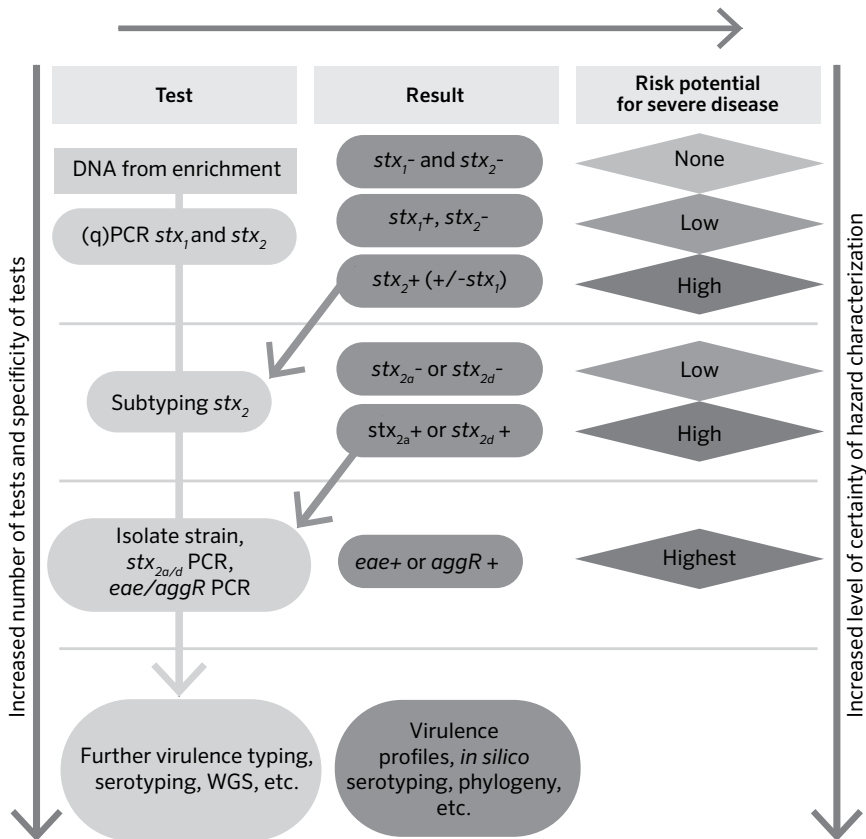 Test
Result
Risk potential
for severe disease
DNA from enrichment
stx₁- and stx₂-
None
(q)PCR stx₁ and stx₂
stx₁+, stx₂-
Low
stx₂+ (+/-stx₁)
High
Subtyping stx₂
stx₂ₐ- or stx₂d-
Low
stx₂ₐ+ or stx₂d +
High
Isolate strain,
stx₂ₐ/d PCR,
eae/aggR PCR
eae+ or aggR +
Highest
Further virulence typing,
serotyping, WGS, etc.
Virulence
profiles, in silico
serotyping, phylogeny,
etc.
Increased number of tests and specificity of tests
Increased level of certainty of hazard characterization